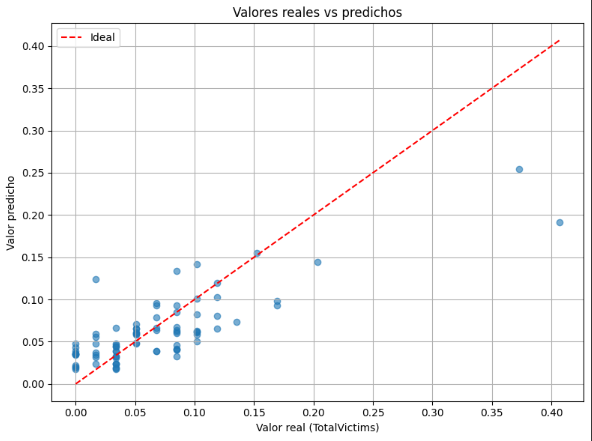 Valores reales vs predichos
Ideal
0.40
0.35
0.30
0.25
0.20
0.15
0.10
0.05
0.00
Valor predicho
0.00 0.05 0.10 0.15 0.20 0.25 0.30 0.35 0.40
Valor real (TotalVictims)